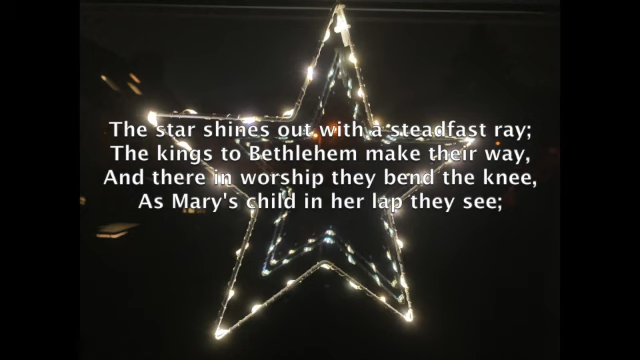 The star shines out with a steadfast ray;
The kings to Bethlehem make their way,
And there in worship they bend the knee,
As Mary's child in her lap they see;